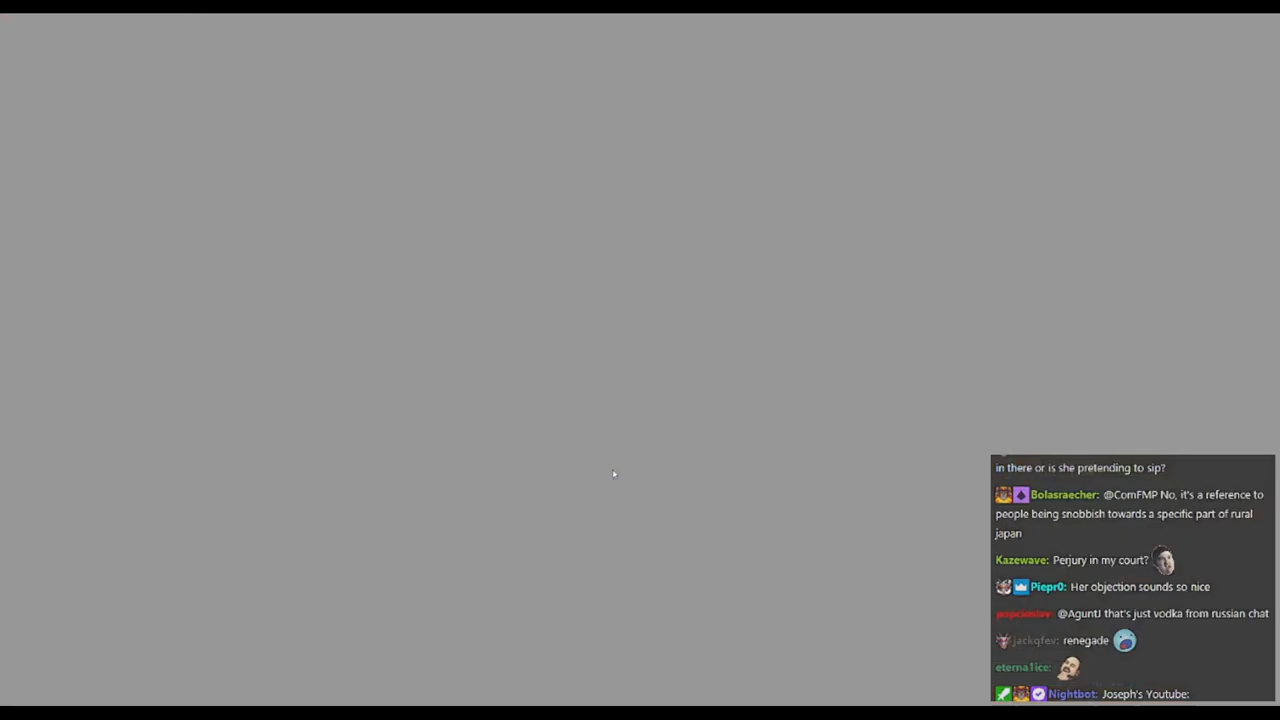 in there or is she pretending to sip?
Bolasraecher: @ComFMP No, it's a reference to
people being snobbish towards a specific part of rural
japan
Kazewave: Perjury in my court?
Piepr0: Her objection sounds so nice
@AguntJ that's just vodka from russian chat
jackqfev: renegade
eterna1ice:
Nightbot: Joseph's Youtube: